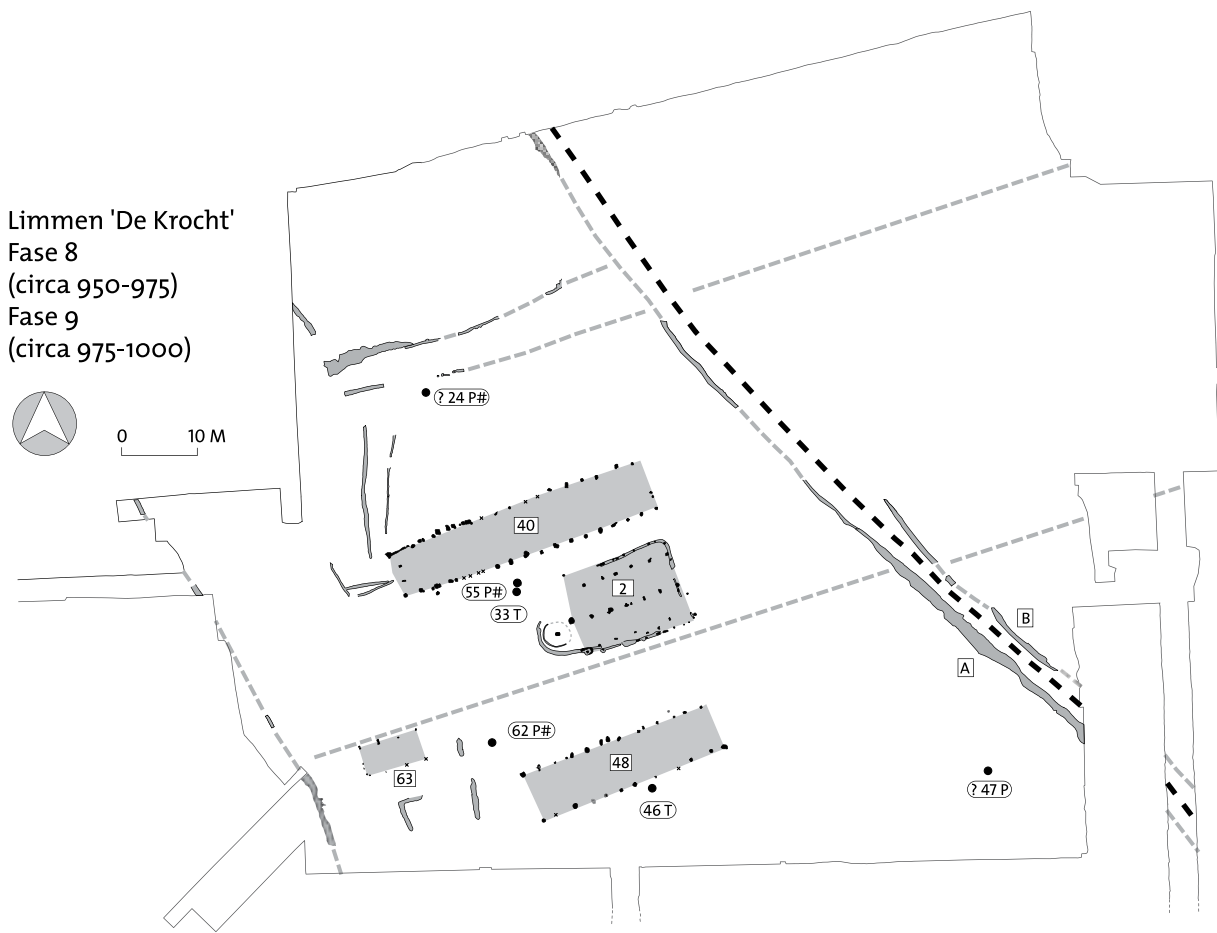 Limmen 'De Krocht'
Fase 8
(circa 950-975)
Fase 9
(circa 975-1000)
0 10 M
? 24 P#
40
55 P#
2
33 T
B
A
62 P#
48
63
? 47 P
46 T